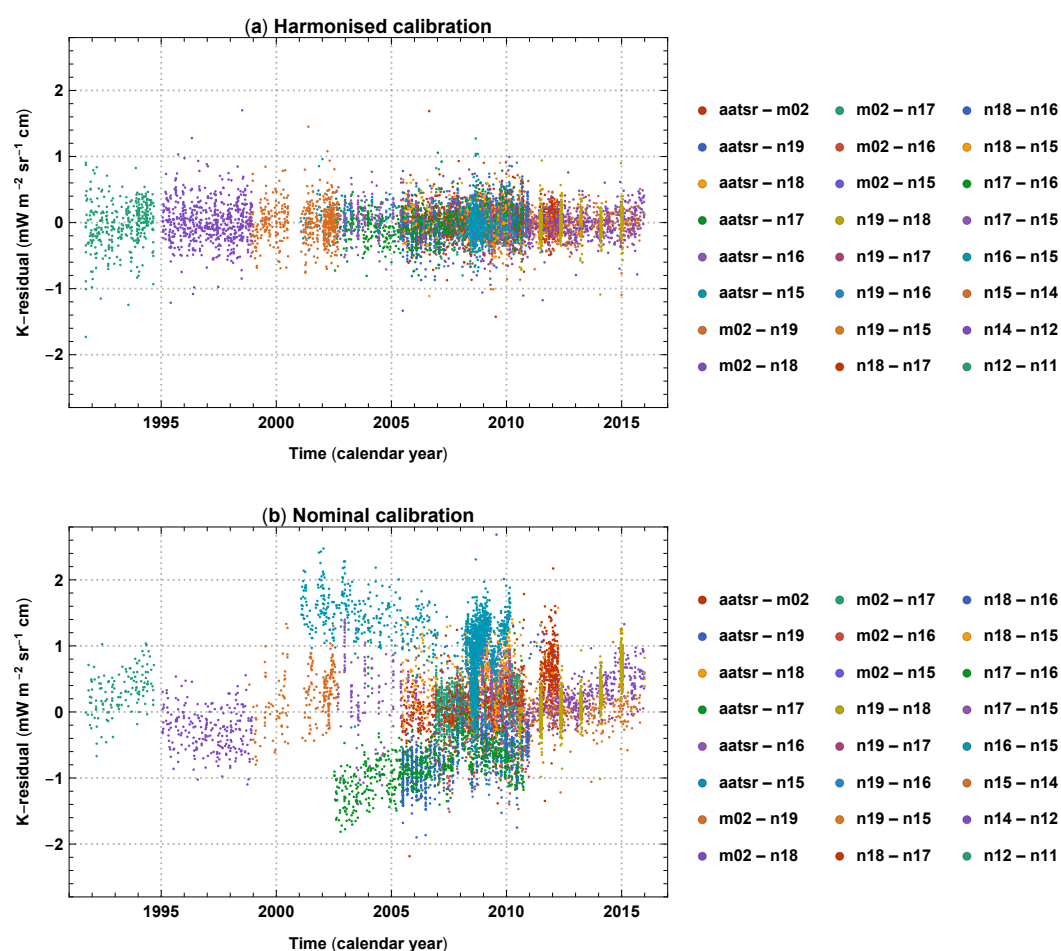 (a) Harmonised calibration
K−residual (mW m −2 sr−1 cm)
2
1
0
−1
−2
1995 2000 2005 2010 2015
Time (calendar year)
aatsr − m02 m02 − n17 n18 − n16
aatsr − n19 m02 − n16 n18 − n15
aatsr − n18 m02 − n15 n17 − n16
aatsr − n17 n19 − n18 n17 − n15
aatsr − n16 n19 − n17 n16 − n15
aatsr − n15 n19 − n16 n15 − n14
m02 − n19 n19 − n15 n14 − n12
m02 − n18 n18 − n17 n12 − n11
(b) Nominal calibration
K−residual (mW m −2 sr−1 cm)
2
1
0
−1
−2
1995 2000 2005 2010 2015
Time (calendar year)
aatsr − m02 m02 − n17 n18 − n16
aatsr − n19 m02 − n16 n18 − n15
aatsr − n18 m02 − n15 n17 − n16
aatsr − n17 n19 − n18 n17 − n15
aatsr − n16 n19 − n17 n16 − n15
aatsr − n15 n19 − n16 n15 − n14
m02 − n19 n19 − n15 n14 − n12
m02 − n18 n18 − n17 n12 − n11